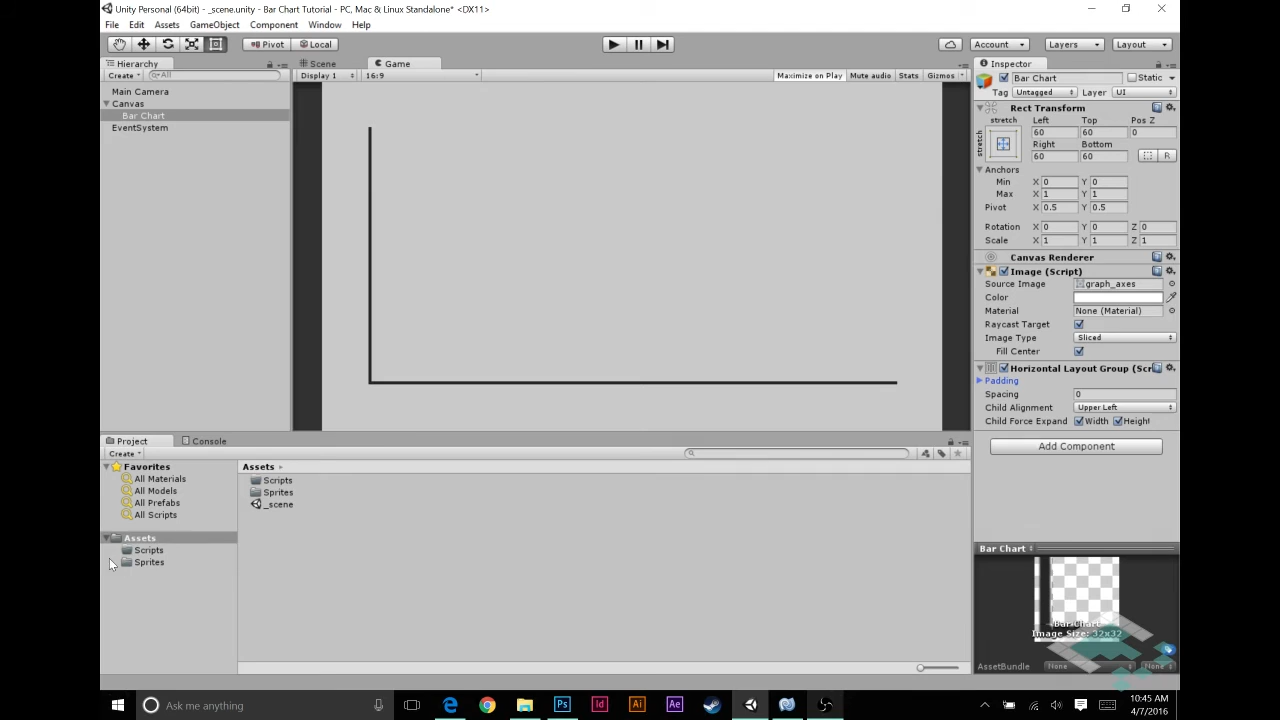 Unity Personal (64bit) - _scene.unity - Bar Chart Tutorial - PC, Mac & Linux Standalone* <DX11>
File Edit Assets GameObject Component Window Help
Pivot Local Account Layers Layout
Hierarchy Scene Game Inspector
Create All Display 1 16:9 Maximize on Play Mute audio Stats Gizmos Bar Chart Static
Main Camera Tag Untagged Layer UI
Canvas Rect Transform
Bar Chart stretch Left Top Pos Z
EventSystem stretch 60 60 0
Right Bottom
60 60 R
Anchors
Min X 0 Y 0
Max X 1 Y 1
Pivot X 0.5 Y 0.5
Rotation X 0 Y 0 Z 0
Scale X 1 Y 1 Z 1
Canvas Renderer
Image (Script)
Source Image graph_axes
Color
Material None (Material)
Raycast Target
Image Type Sliced
Fill Center
Horizontal Layout Group (Scr
Padding
Spacing 0
Child Alignment Upper Left
Child Force Expand Width Height
Add Component
Project Console
Create
Favorites Assets
All Materials Scripts
All Models Sprites
All Prefabs _scene
All Scripts
Assets
Scripts
Sprites
Bar Chart
Bar Chart
Image Size: 32x32
AssetBundle None None
Ask me anything
10:45 AM
4/7/2016